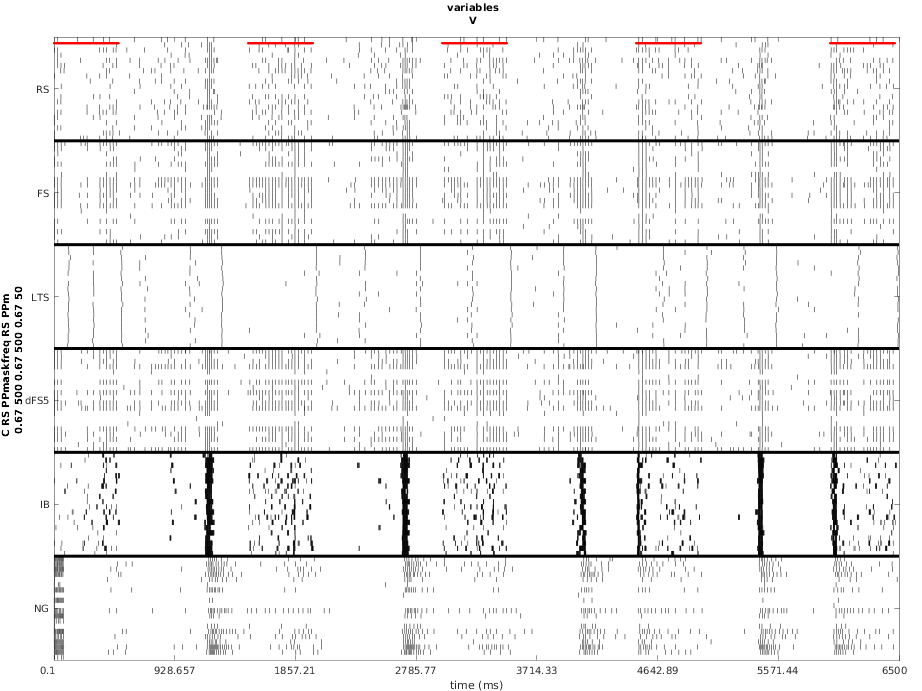 variables
V
RS
FS
LTS
dFS5
IB
NG
C RS PPmaskfreq RS PPm
0.67 500 0.67 500 0.67 50
0.1 928.657 1857.21 2785.77 3714.33 4642.89 5571.44 6500
time (ms)